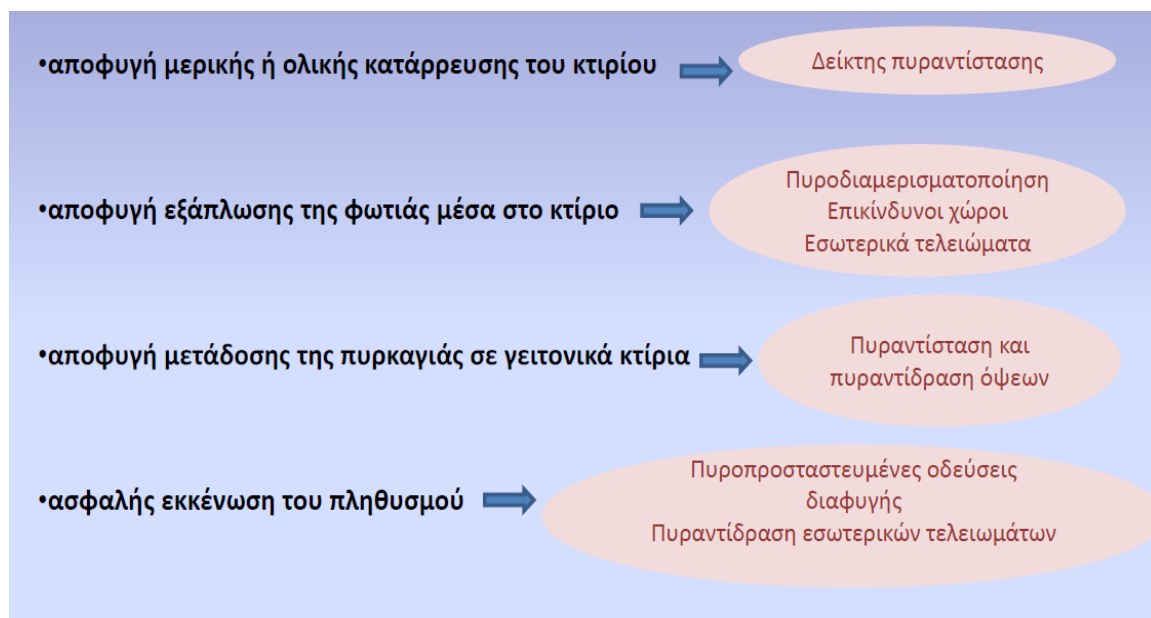 •αποφυγή μερικής ή ολικής κατάρρευσης του κτιρίου
Δείκτης πυραντίστασης
•αποφυγή εξάπλωσης της φωτιάς μέσα στο κτίριο
Πυροδιαμερισματοποίηση
Επικίνδυνοι χώροι
Εσωτερικά τελειώματα
•αποφυγή μετάδοσης της πυρκαγιάς σε γειτονικά κτίρια
Πυραντίσταση και
πυραντίδραση όψεων
•ασφαλής εκκένωση του πληθυσμού
Πυροπροσταστευμένες οδεύσεις
διαφυγής
Πυραντίδραση εσωτερικών τελειωμάτων